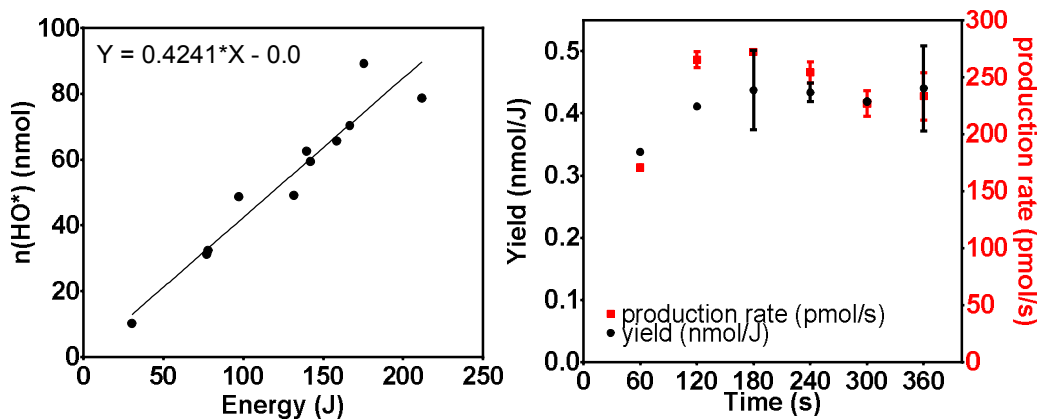 Y = 0.4241*X - 0.0
n(HO*) (nmol)
100
80
60
40
20
0
0 50 100 150 200 250
Energy (J)
Yield (nmol/J)
0.5
0.4
0.3
0.2
0.1
0.0
production rate (pmol/s)
yield (nmol/J)
0 60 120 180 240 300 360
Time (s)
300
250
200
150
100
50
0
production rate (pmol/s)